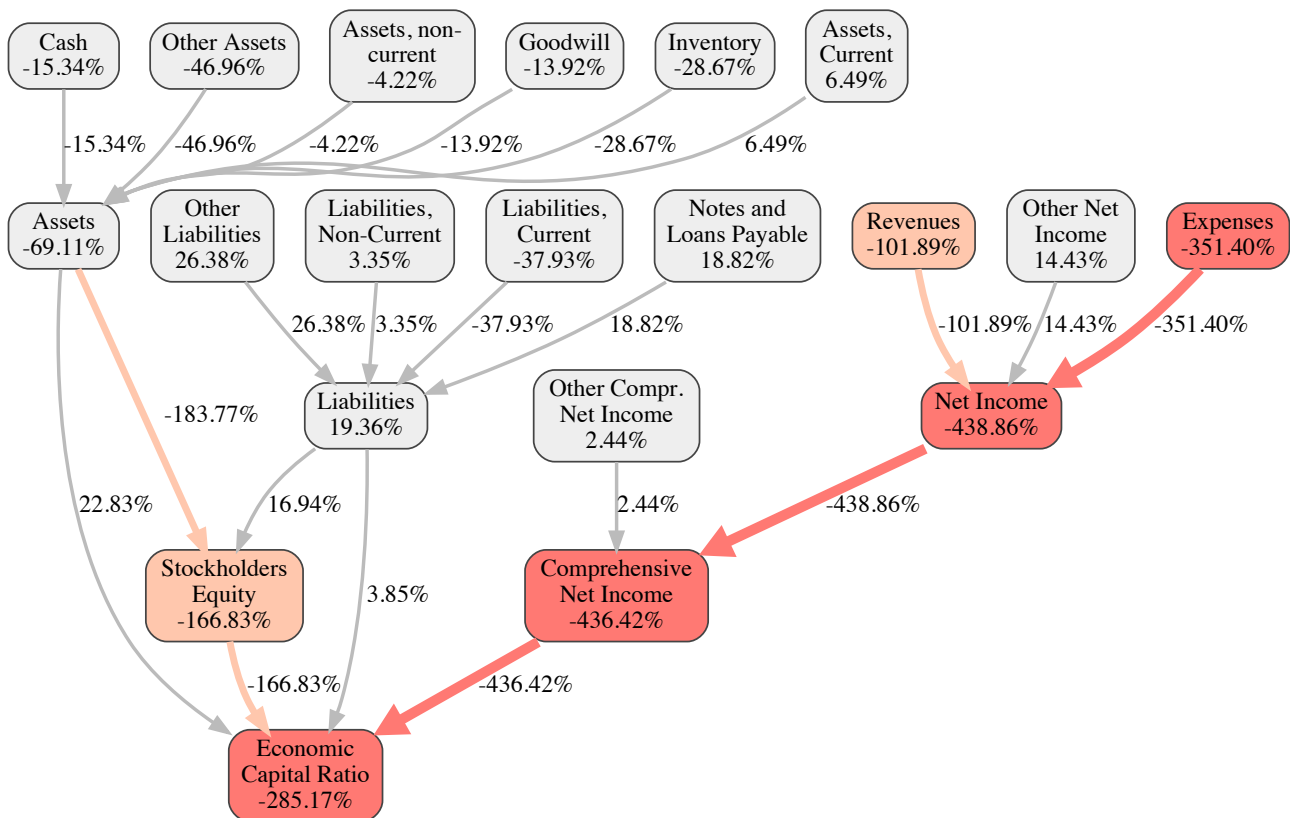 Cash
-15.34%
Other Assets
-46.96%
Assets, non-
current
-4.22%
Goodwill
-13.92%
Inventory
-28.67%
Assets,
Current
6.49%
-15.34%
-46.96%
-4.22%
-13.92%
-28.67%
6.49%
Assets
-69.11%
Other
Liabilities
26.38%
Liabilities,
Non-Current
3.35%
Liabilities,
Current
-37.93%
Notes and
Loans Payable
18.82%
Revenues
-101.89%
Other Net
Income
14.43%
Expenses
-351.40%
26.38%
3.35%
-37.93%
18.82%
-101.89%
14.43%
-351.40%
-183.77%
Liabilities
19.36%
Other Compr.
Net Income
2.44%
Net Income
-438.86%
22.83%
16.94%
2.44%
-438.86%
Stockholders
Equity
-166.83%
3.85%
Comprehensive
Net Income
-436.42%
-166.83%
-436.42%
Economic
Capital Ratio
-285.17%